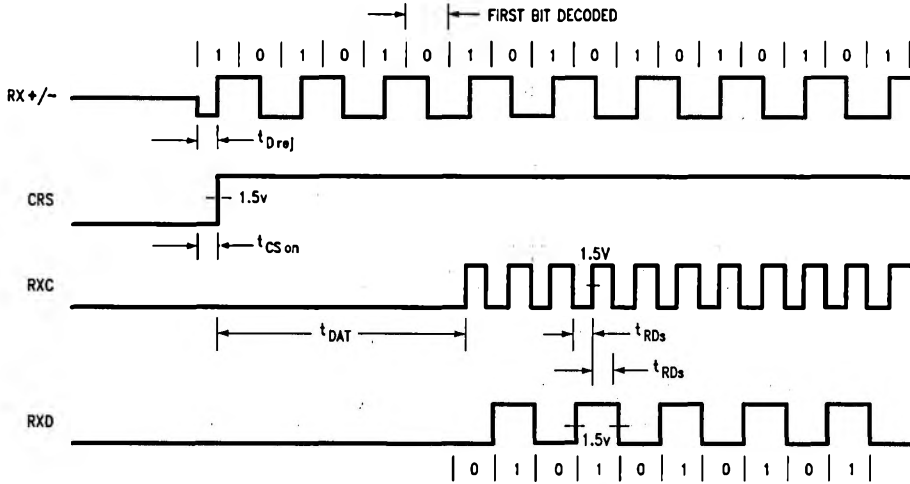 FIRST BIT DECODED
1 0 1 0 1 0 1 0 1 0 1 0 1 0 1 0 1
RX +/-
tDrej
CRS
1.5v
tCS on
RXC
1.5V
tDAT
tRDs
tRDs
RXD
1.5v
0 1 0 1 0 1 0 1 0 1